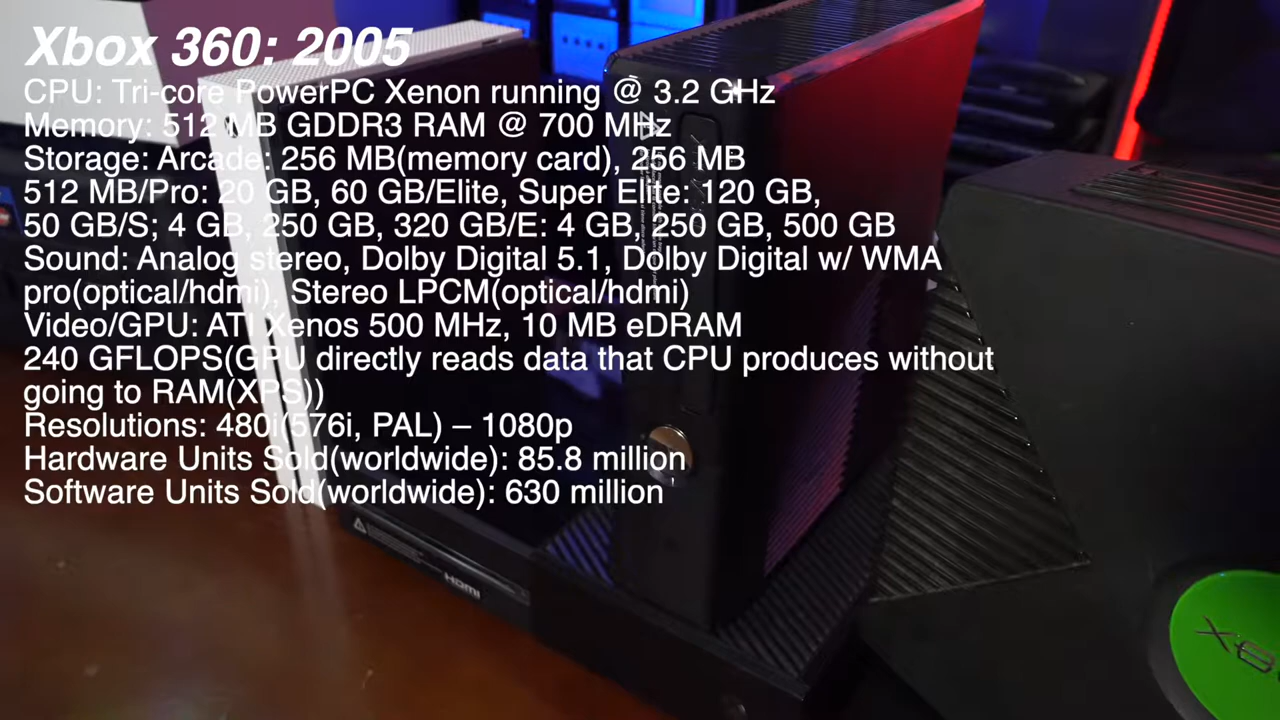 Xbox 360: 2005
CPU: Tri-core PowerPC Xenon running @ 3.2 GHz
Memory: 512 MB GDDR3 RAM @ 700 MHz
Storage: Arcade: 256 MB(memory card), 256 MB
512 MB/Pro: 20 GB, 60 GB/Elite, Super Elite: 120 GB,
50 GB/S; 4 GB, 250 GB, 320 GB/E: 4 GB, 250 GB, 500 GB
Sound: Analog stereo, Dolby Digital 5.1, Dolby Digital w/ WMA
pro(optical/hdmi), Stereo LPCM(optical/hdmi)
Video/GPU: ATI Xenos 500 MHz, 10 MB eDRAM
240 GFLOPS(GPU directly reads data that CPU produces without
going to RAM(XPS))
Resolutions: 480i(576i, PAL) – 1080p
Hardware Units Sold(worldwide): 85.8 million
Software Units Sold(worldwide): 630 million
HDMI